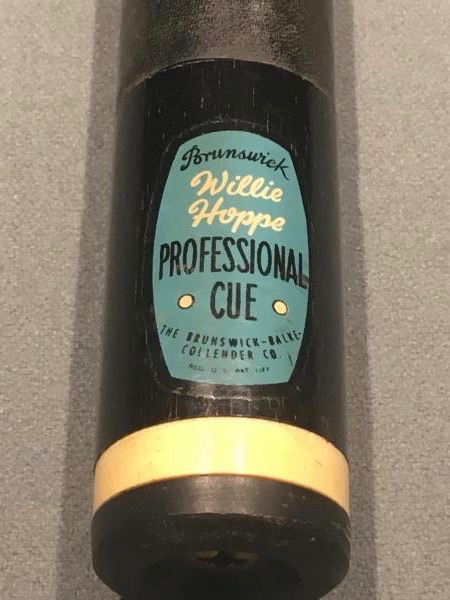 Brunswick
Willie
Hoppe
PROFESSIONAL
CUE
THE BRUNSWICK-BALKE-
COLLENDER CO.
REG. U.S. PAT. OFF.